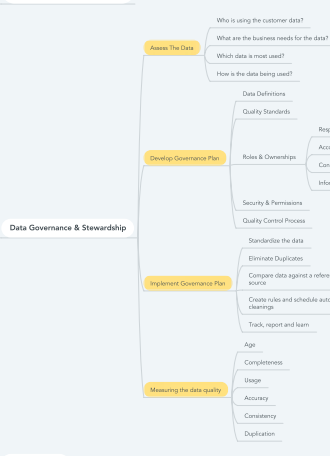 Who is using the customer data?
What are the business needs for the data?
Assess The Data
Which data is most used?
How is the data being used?
Data Definitions
Quality Standards
Develop Governance Plan
Roles & Ownerships
Security & Permissions
Quality Control Process
Data Governance & Stewardship
Standardize the data
Eliminate Duplicates
Implement Governance Plan
Compare data against a
source
Create rules and schedule
cleanings
Track, report and learn
Age
Completeness
Measuring the data quality
Usage
Accuracy
Consistency
Duplication